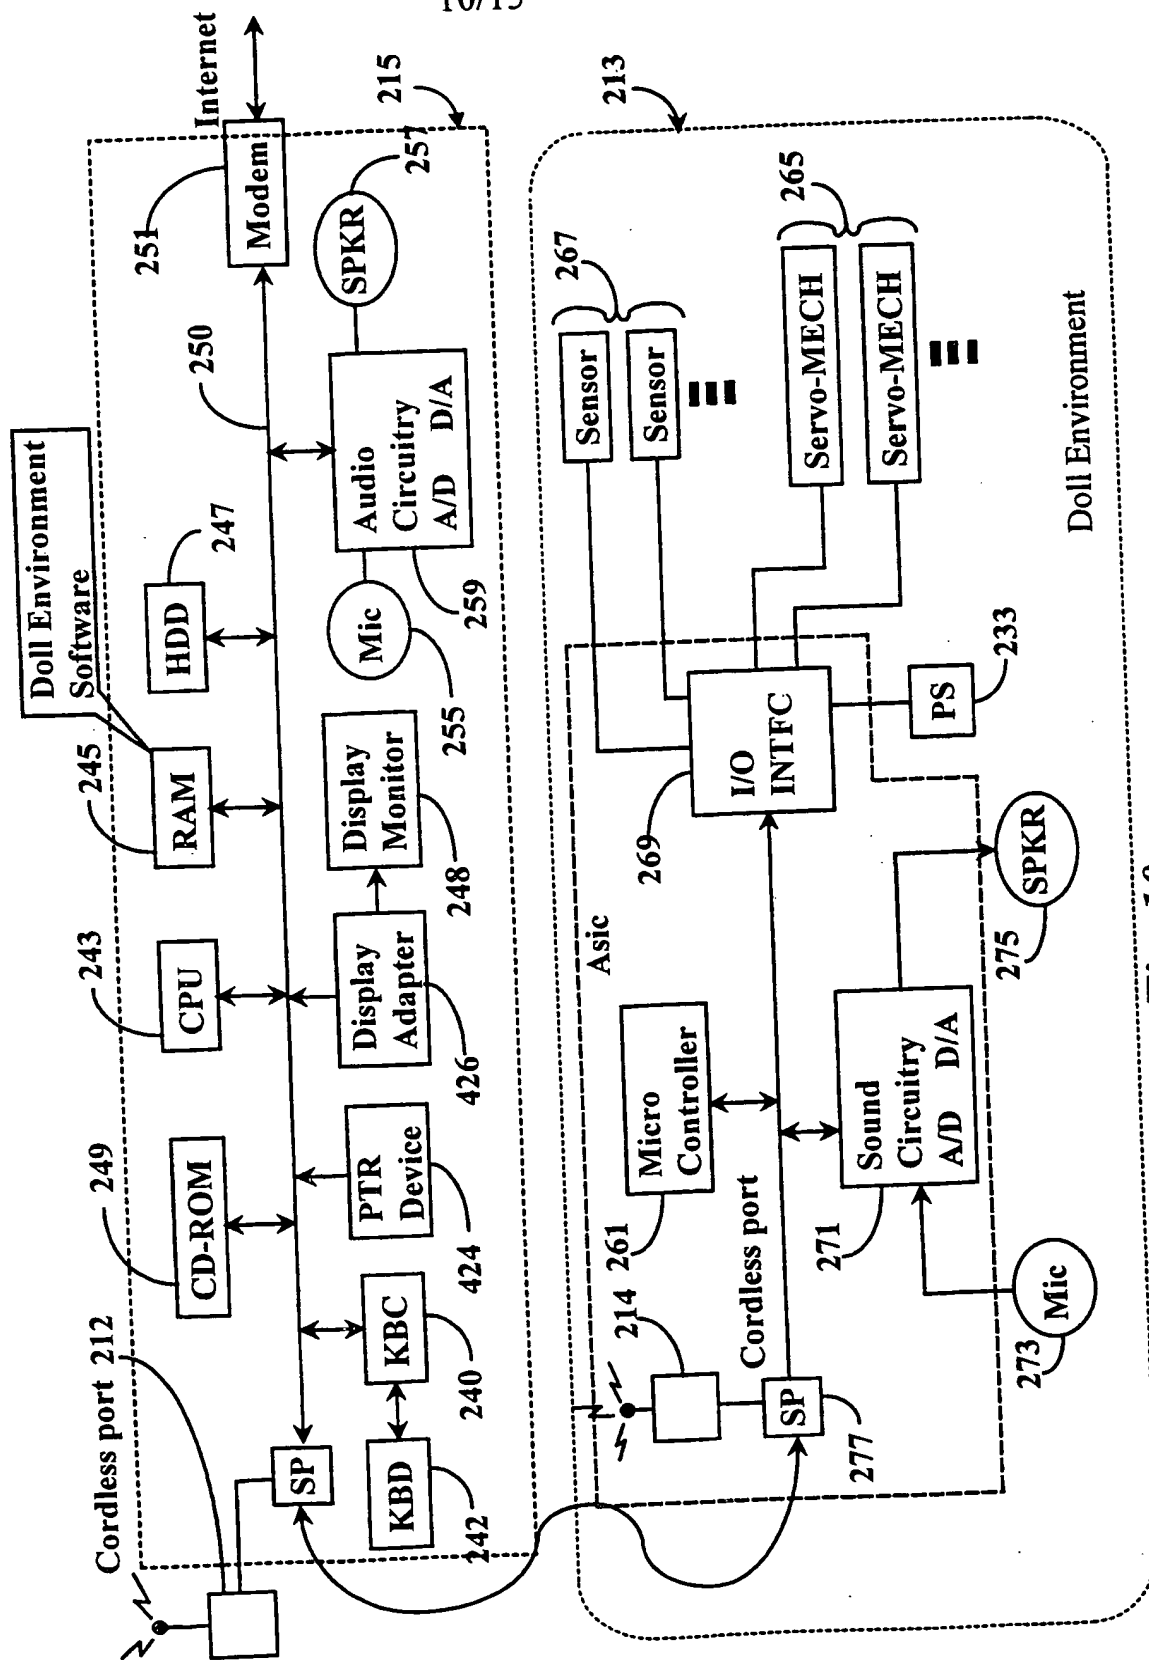 10/15
Internet
215
Modem
251
SPKR
257
250
Doll Environment
Software
HDD
247
Audio
Circuitry
A/D D/A
259
Mic
255
RAM
245
Display
Monitor
248
CPU
243
Display
Adapter
426
CD-ROM
249
PTR
Device
424
KBC
240
KBD
242
SP
Cordless port 212
213
Sensor
Sensor
267
Servo-MECH
Servo-MECH
265
Doll Environment
I/O
INTFC
269
PS
233
Asic
Micro
Controller
261
Sound
Circuitry
A/D D/A
271
SPKR
275
Mic
273
Cordless port
214
SP
277